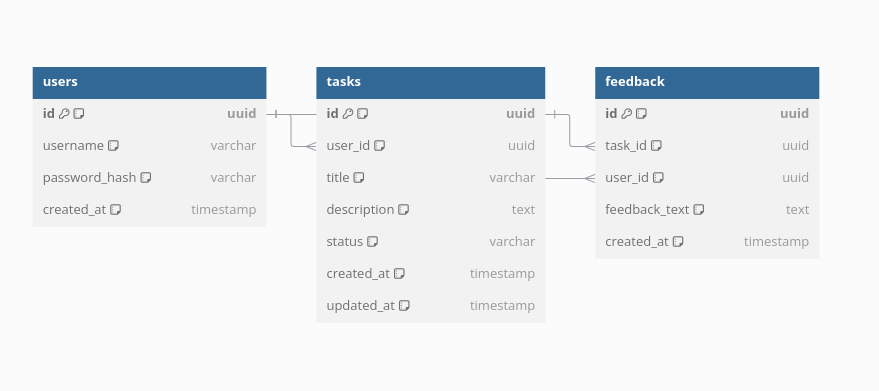 users
id uuid
username varchar
password_hash varchar
created_at timestamp
tasks
id uuid
user_id uuid
title varchar
description text
status varchar
created_at timestamp
updated_at timestamp
feedback
id uuid
task_id uuid
user_id uuid
feedback_text text
created_at timestamp